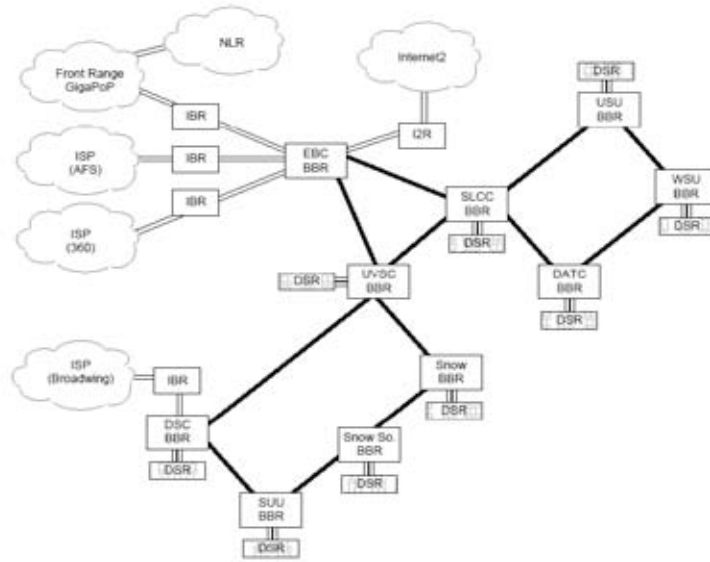 NLR
Front Range
GigaPoP
Internet2
DSR
USU
BBR
IBR
I2R
ISP
(AFS)
IBR
EBC
BBR
IBR
SLCC
BBR
WSU
BBR
DSR
DSR
ISP
(360)
DSR
UVSC
BBR
DATC
BBR
DSR
ISP
(Broadwing)
IBR
Snow
BBR
DSR
DSC
BBR
Snow So.
BBR
DSR
DSR
SUU
BBR
DSR